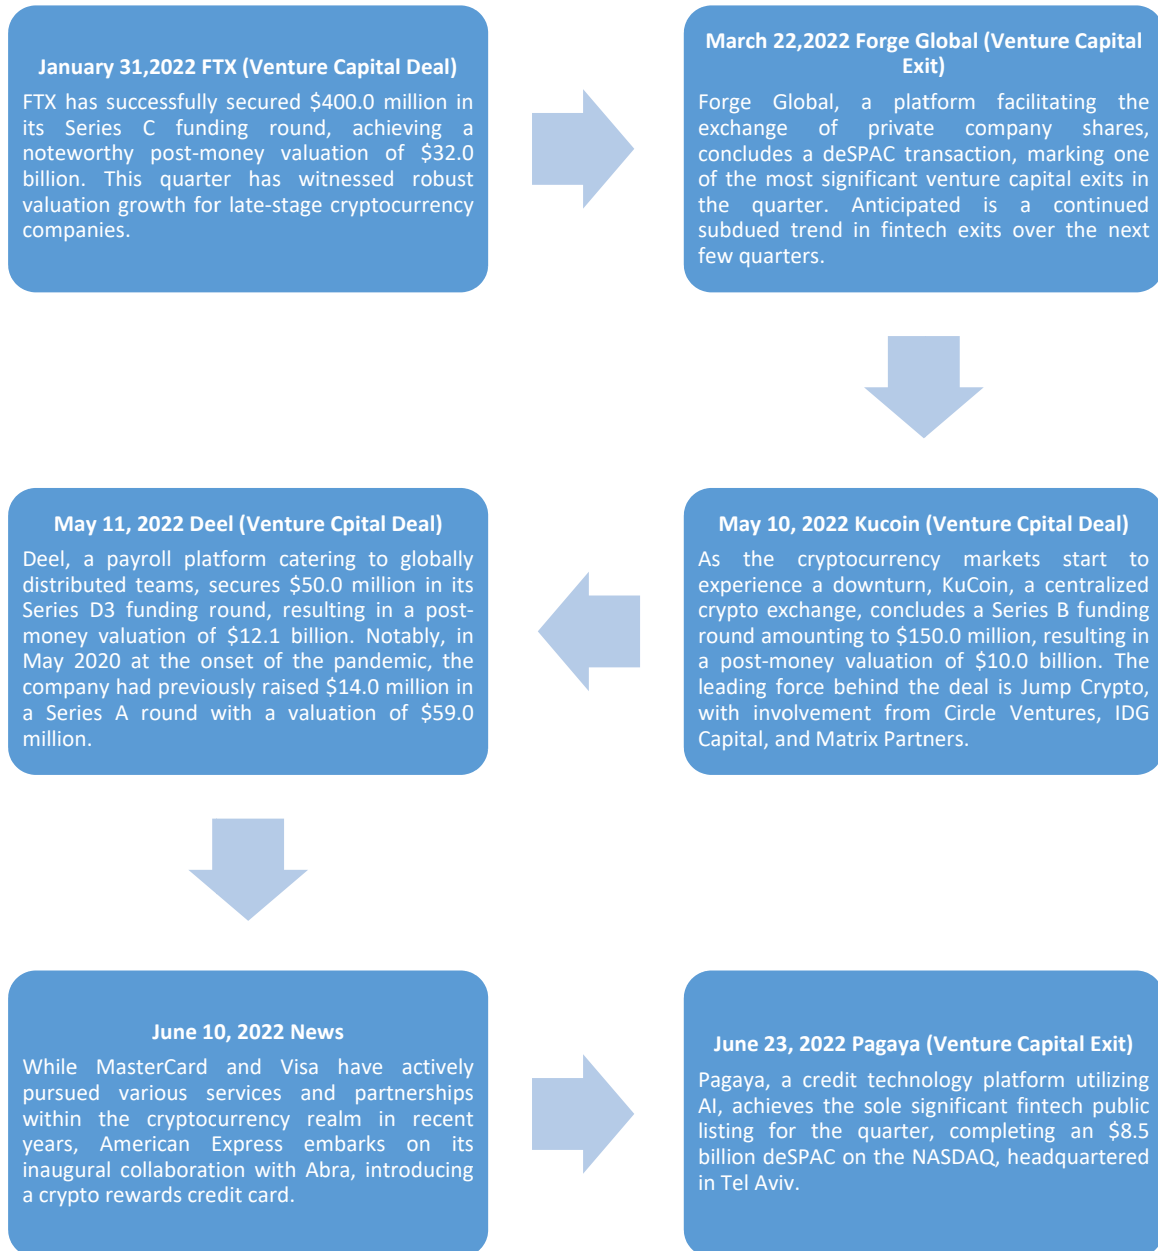 January 31,2022 FTX (Venture Capital Deal)
FTX has successfully secured $400.0 million in
its Series C funding round, achieving a
noteworthy post-money valuation of $32.0
billion. This quarter has witnessed robust
valuation growth for late-stage cryptocurrency
companies.
March 22,2022 Forge Global (Venture Capital
Exit)
Forge Global, a platform facilitating the
exchange of private company shares,
concludes a deSPAC transaction, marking one
of the most significant venture capital exits in
the quarter. Anticipated is a continued
subdued trend in fintech exits over the next
few quarters.
May 10, 2022 Kucoin (Venture Cpital Deal)
As the cryptocurrency markets start to
experience a downturn, KuCoin, a centralized
crypto exchange, concludes a Series B funding
round amounting to $150.0 million, resulting in
a post-money valuation of $10.0 billion. The
leading force behind the deal is Jump Crypto,
with involvement from Circle Ventures, IDG
Capital, and Matrix Partners.
May 11, 2022 Deel (Venture Cpital Deal)
Deel, a payroll platform catering to globally
distributed teams, secures $50.0 million in its
Series D3 funding round, resulting in a post-
money valuation of $12.1 billion. Notably, in
May 2020 at the onset of the pandemic, the
company had previously raised $14.0 million in
a Series A round with a valuation of $59.0
million.
June 10, 2022 News
While MasterCard and Visa have actively
pursued various services and partnerships
within the cryptocurrency realm in recent
years, American Express embarks on its
inaugural collaboration with Abra, introducing
a crypto rewards credit card.
June 23, 2022 Pagaya (Venture Capital Exit)
Pagaya, a credit technology platform utilizing
AI, achieves the sole significant fintech public
listing for the quarter, completing an $8.5
billion deSPAC on the NASDAQ, headquartered
in Tel Aviv.